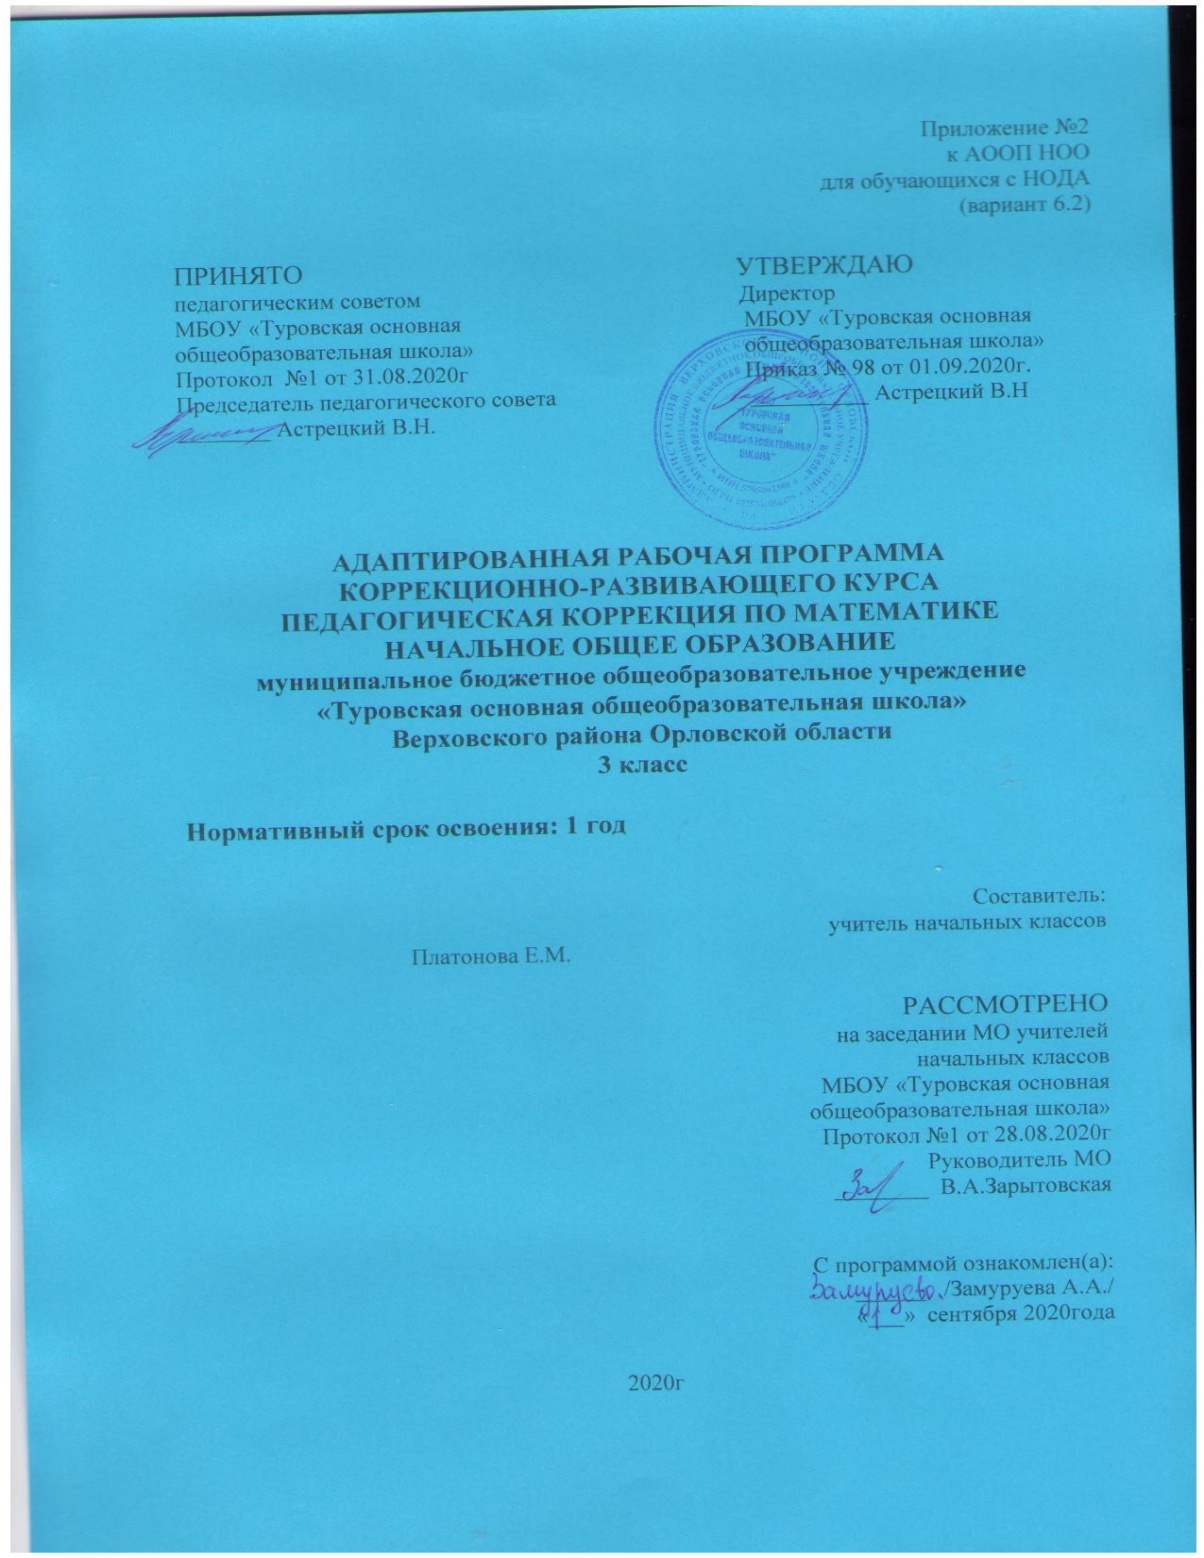 Приложение №2
к АООП НОО
для обучающихся с НОДА
(вариант 6.2)
ПРИНЯТО
педагогическим советом
МБОУ «Туровская основная
общеобразовательная школа»
Протокол №1 от 31.08.2020г
Председатель педагогического совета
Астрецкий В.Н.
УТВЕРЖДАЮ
Директор
МБОУ «Туровская основная
общеобразовательная школа»
Приказ № 98 от 01.09.2020г.
Астрецкий В.Н
"ТУРОВСКАЯ
ОСНОВНАЯ
ОБЩЕОБРАЗОВАТЕЛЬНАЯ
ШКОЛА"
АДАПТИРОВАННАЯ РАБОЧАЯ ПРОГРАММА
КОРРЕКЦИОННО-РАЗВИВАЮЩЕГО КУРСА
ПЕДАГОГИЧЕСКАЯ КОРРЕКЦИЯ ПО МАТЕМАТИКЕ
НАЧАЛЬНОЕ ОБЩЕЕ ОБРАЗОВАНИЕ
муниципальное бюджетное общеобразовательное учреждение
«Туровская основная общеобразовательная школа»
Верховского района Орловской области
3 класс
Нормативный срок освоения: 1 год
Составитель:
учитель начальных классов
Платонова Е.М.
РАССМОТРЕНО
на заседании МО учителей
начальных классов
МБОУ «Туровская основная
общеобразовательная школа»
Протокол №1 от 28.08.2020г
Руководитель МО
В.А.Зарытовская
С программой ознакомлен(а):
Замуруева /Замуруева А.А./
«1» сентября 2020года
2020г